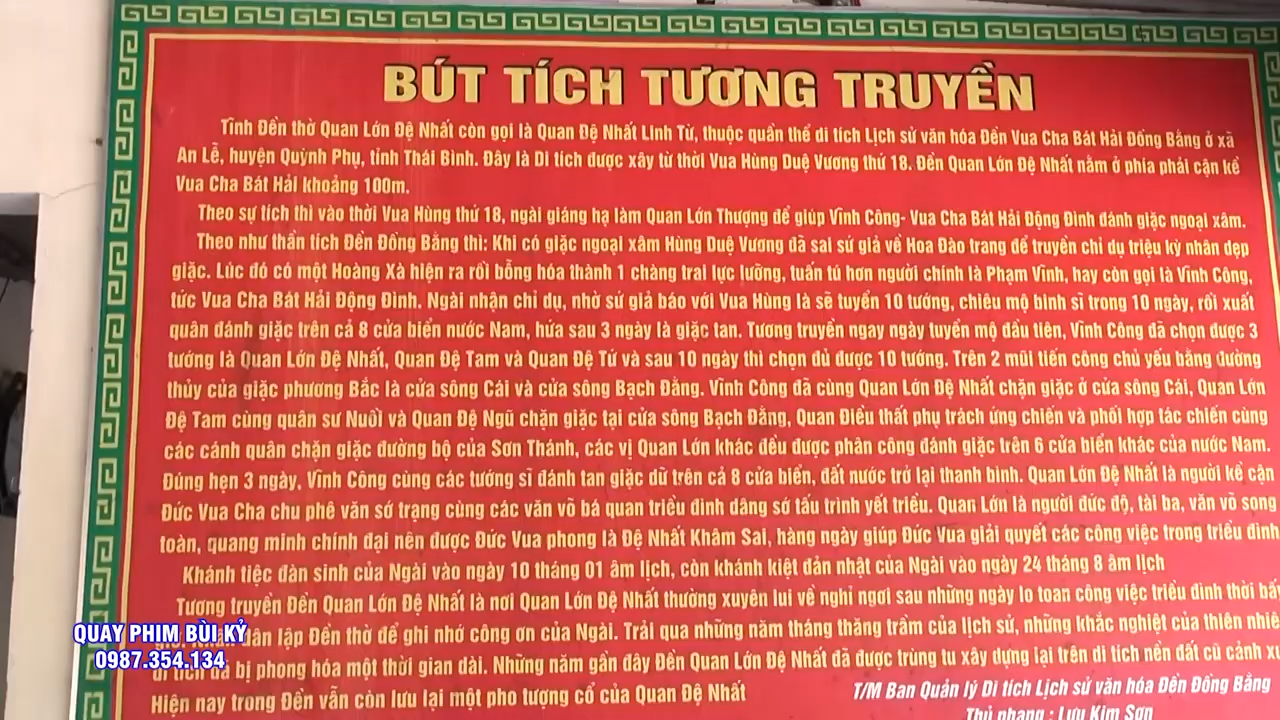 BÚT TÍCH TƯƠNG TRUYỀN
Tĩnh Đền thờ Quan Lớn Đệ Nhất còn gọi là Quan Đệ Nhất Linh Từ, thuộc quần thể di tích Lịch sử văn hóa Đền Vua Cha Bát Hải Đồng Bằng ở xã
An Lễ, huyện Quỳnh Phụ, tỉnh Thái Bình. Đây là Di tích được xây từ thời Vua Hùng Duệ Vương thứ 18. Đền Quan Lớn Đệ Nhất nằm ở phía phải cận kề
Vua Cha Bát Hải khoảng 100m.
Theo sự tích thì vào thời Vua Hùng thứ 18, ngài giáng hạ làm Quan Lớn Thượng để giúp Vĩnh Công- Vua Cha Bát Hải Động Đình đánh giặc ngoại xâm.
Theo như thần tích Đền Đồng Bằng thì: Khi có giặc ngoại xâm Hùng Duệ Vương đã sai sứ giả về Hoa Đào trang để truyền chỉ dụ triệu kỳ nhân dẹp
giặc. Lúc đó có một Hoàng Xà hiện ra rồi bỗng hóa thành 1 chàng trai lực lưỡng, tuấn tú hơn người chính là Phạm Vĩnh, hay còn gọi là Vĩnh Công,
tức Vua Cha Bát Hải Động Đình. Ngài nhận chỉ dụ, nhờ sứ giả báo với Vua Hùng là sẽ tuyển 10 tướng, chiêu mộ binh sĩ trong 10 ngày, rồi xuất
quân đánh giặc trên cả 8 cửa biển nước Nam, hứa sau 3 ngày là giặc tan. Tương truyền ngay ngày tuyển mộ đầu tiên, Vĩnh Công đã chọn được 3
tướng là Quan Lớn Đệ Nhất, Quan Đệ Tam và Quan Đệ Tứ và sau 10 ngày thì chọn đủ được 10 tướng. Trên 2 mũi tiến công chủ yếu bằng đường
thủy của giặc phương Bắc là cửa sông Cái và cửa sông Bạch Đằng. Vĩnh Công đã cùng Quan Lớn Đệ Nhất chặn giặc ở cửa sông Cái, Quan Lớn
Đệ Tam cùng quân sư Nuôi và Quan Đệ Ngũ chặn giặc tại cửa sông Bạch Đằng, Quan Điều thất phụ trách ứng chiến và phối hợp tác chiến cùng
các cánh quân chặn giặc đường bộ của Sơn Thánh, các vị Quan Lớn khác đều được phân công đánh giặc trên 6 cửa biển khác của nước Nam.
Đúng hẹn 3 ngày, Vĩnh Công cùng các tướng sĩ đánh tan giặc dữ trên cả 8 cửa biển, đất nước trở lại thanh bình. Quan Lớn Đệ Nhất là người kề cận
Đức Vua Cha chu phê văn sớ trạng cùng các văn võ bá quan triều đình dâng sớ tấu trình yết triều. Quan Lớn là người đức độ, tài ba, văn võ song
toàn, quang minh chính đại nên được Đức Vua phong là Đệ Nhất Khâm Sai, hàng ngày giúp Đức Vua giải quyết các công việc trong triều đình
Khánh tiệc đàn sinh của Ngài vào ngày 10 tháng 01 âm lịch, còn khánh kiệt đản nhật của Ngài vào ngày 24 tháng 8 âm lịch
Tương truyền Đền Quan Lớn Đệ Nhất là nơi Quan Lớn Đệ Nhất thường xuyên lui về nghỉ ngơi sau những ngày lo toan công việc triều đình thời bấ
lập Đền thờ để ghi nhớ công ơn của Ngài. Trải qua những năm tháng thăng trầm của lịch sử, những khắc nghiệt của thiên nhiê
di tích đã bị phong hóa một thời gian dài. Những năm gần đây Đền Quan Lớn Đệ Nhất đã được trùng tu xây dựng lại trên di tích nền đất cũ cảnh xư
Hiện nay trong Đền vẫn còn lưu lại một pho tượng cổ của Quan Đệ Nhất
T/M Ban Quản lý Di tích Lịch sử văn hóa Đền Đồng Bằng
Thủ nhang : Lưu Kim Sơn
QUAY PHIM BÙI KỶ
0987.354.134